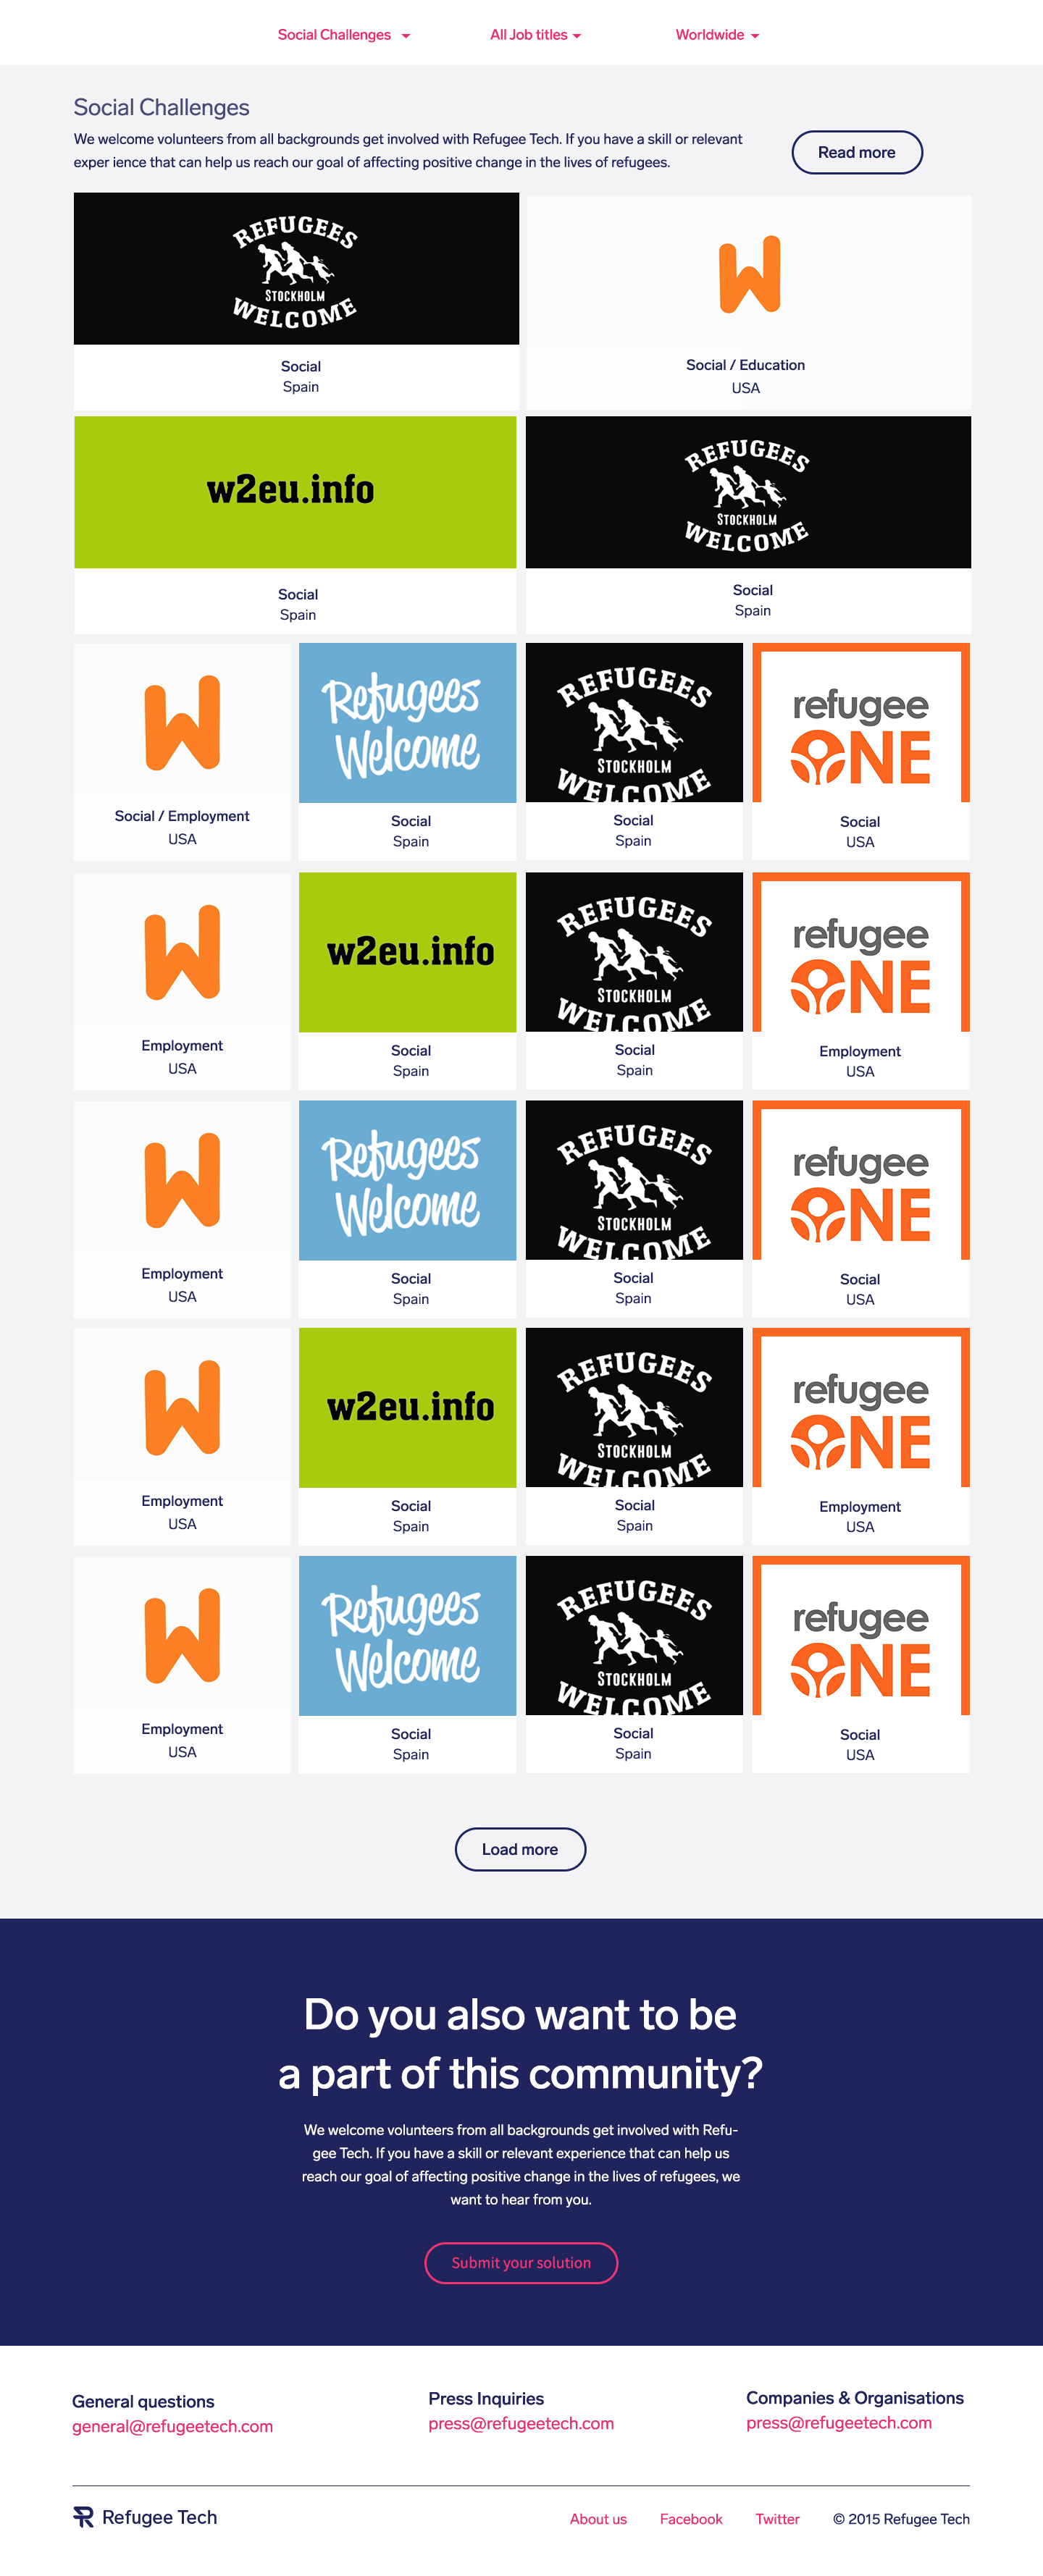 Social Challenges
All Job titles
Worldwide
Social Challenges
We welcome volunteers from all backgrounds get involved with Refugee Tech. If you have a skill or relevant
exper ience that can help us reach our goal of affecting positive change in the lives of refugees.
Read more
REFUGEES
STOCKHOLM
WELCOME
Social
Spain
W
Social / Education
USA
w2eu.info
Social
Spain
REFUGEES
STOCKHOLM
WELCOME
Social
Spain
W
Social / Employment
USA
Refugees
Welcome
Social
Spain
REFUGEES
STOCKHOLM
WELCOME
Social
Spain
refugee
ONE
Social
USA
W
Employment
USA
w2eu.info
Social
Spain
REFUGEES
STOCKHOLM
WELCOME
Social
Spain
refugee
ONE
Employment
USA
W
Employment
USA
Refugees
Welcome
Social
Spain
REFUGEES
STOCKHOLM
WELCOME
Social
Spain
refugee
ONE
Social
USA
W
Employment
USA
w2eu.info
Social
Spain
REFUGEES
STOCKHOLM
WELCOME
Social
Spain
refugee
ONE
Employment
USA
W
Employment
USA
Refugees
Welcome
Social
Spain
REFUGEES
STOCKHOLM
WELCOME
Social
Spain
refugee
ONE
Social
USA
Load more
Do you also want to be
a part of this community?
We welcome volunteers from all backgrounds get involved with Refu-
gee Tech. If you have a skill or relevant experience that can help us
reach our goal of affecting positive change in the lives of refugees, we
want to hear from you.
Submit your solution
General questions
general@refugeetech.com
Press Inquiries
press@refugeetech.com
Companies & Organisations
press@refugeetech.com
Refugee Tech
About us
Facebook
Twitter
© 2015 Refugee Tech